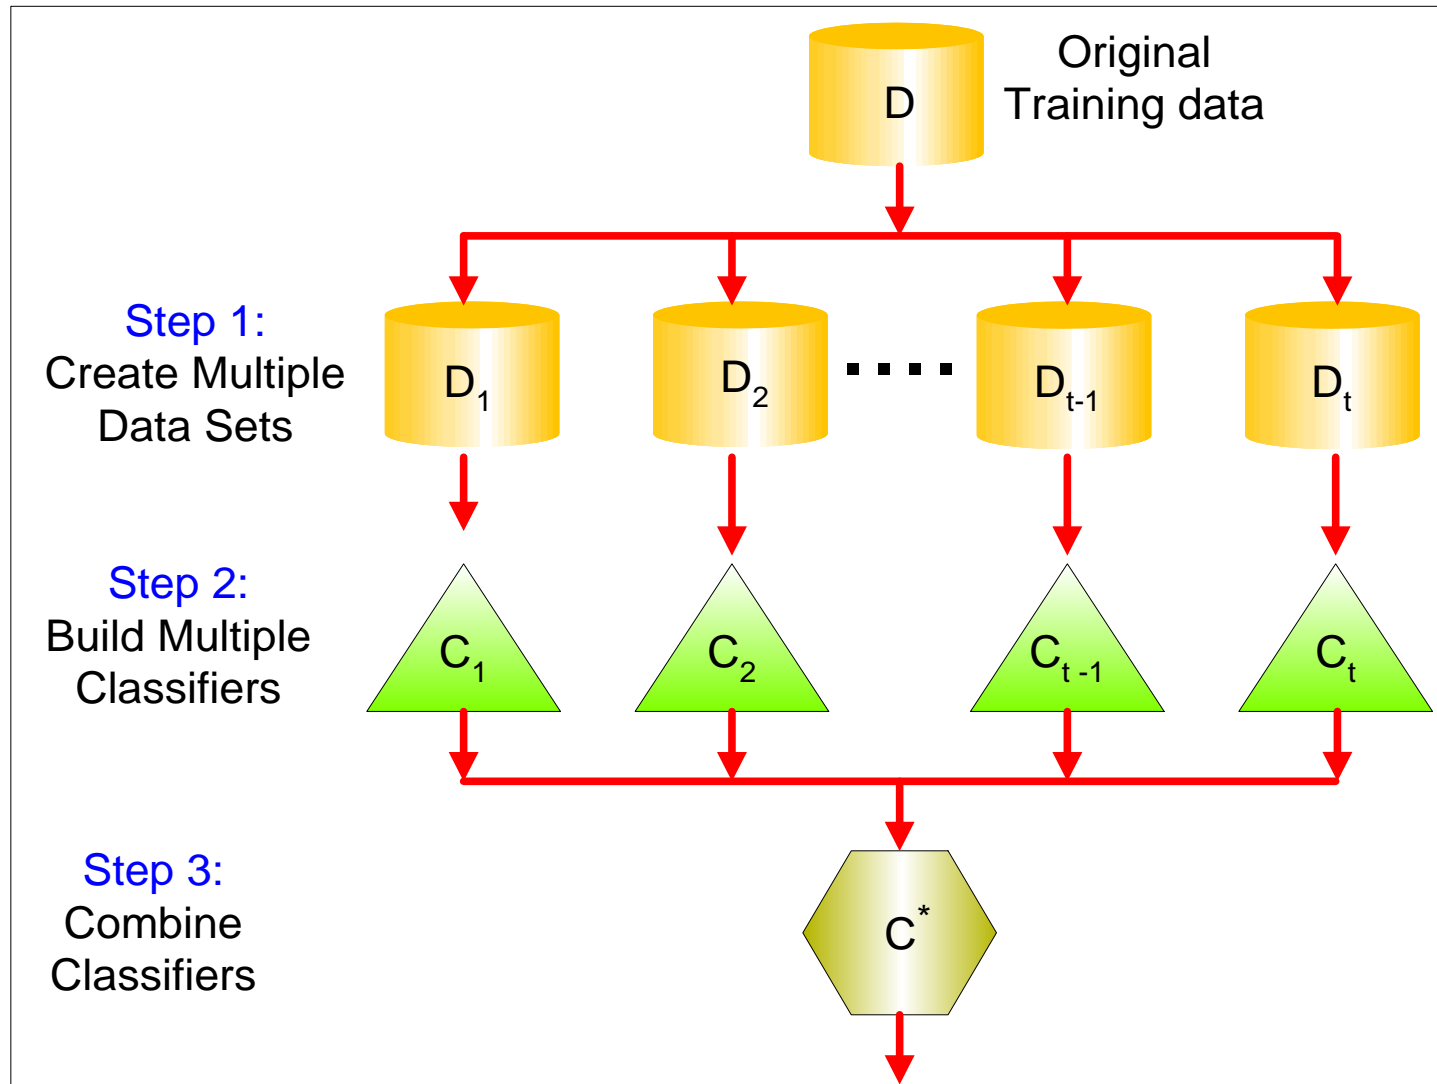 D
Original
Training data
Step 1:
Create Multiple
Data Sets
D1
D2
Dt-1
Dt
Step 2:
Build Multiple
Classifiers
C1
C2
Ct -1
Ct
Step 3:
Combine
Classifiers
C*